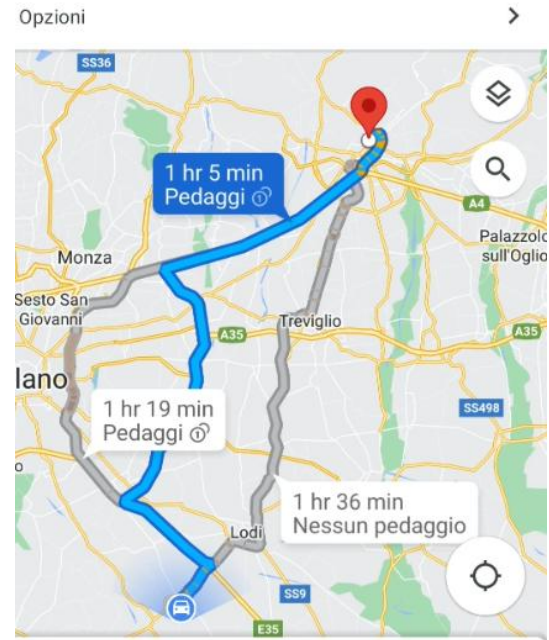 Opzioni
SS36
1 hr 5 min
Pedaggi
A4
Palazzolo
sull'Oglio
Monza
Sesto San
Giovanni
Treviglio
A35
A35
lano
1 hr 19 min
Pedaggi
SS498
o
1 hr 36 min
Nessun pedaggio
Lodi
SS9
E35